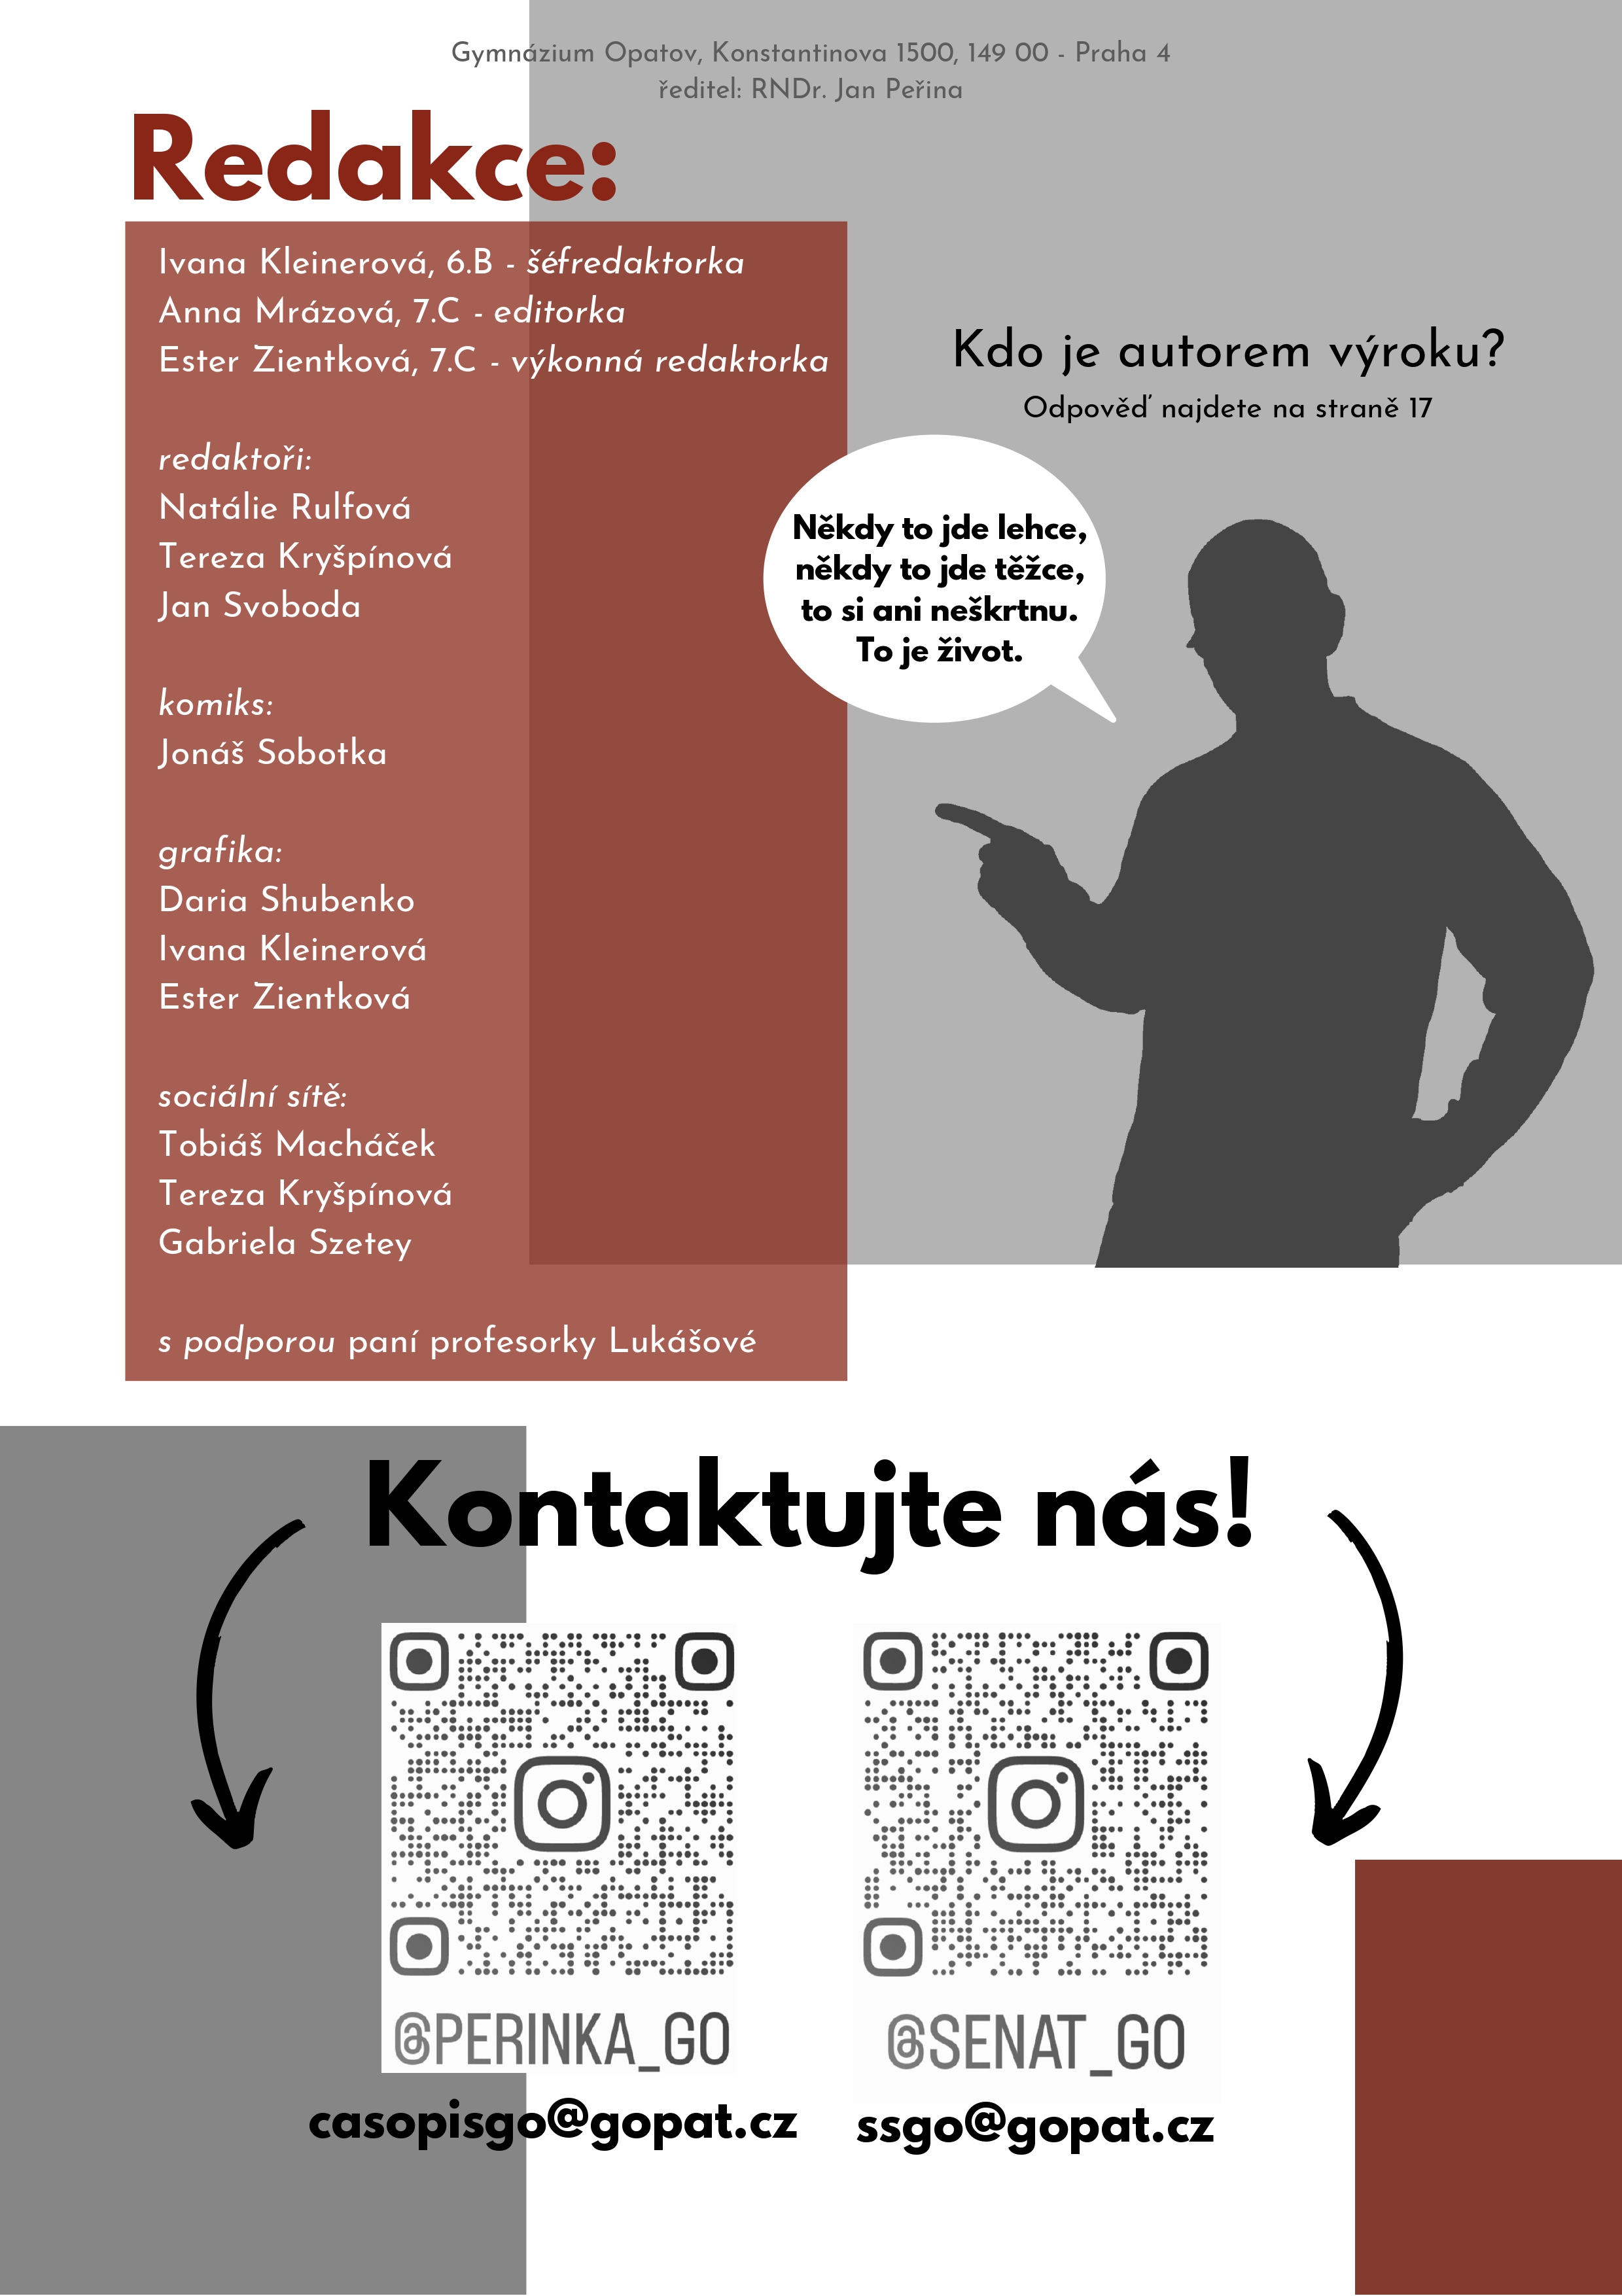 Gymnázium Opatov, Konstantinova 1500, 149 00 - Praha 4
ředitel: RNDr. Jan Peřina
Redakce:
Ivana Kleinerová, 6.B - šéfredaktorka
Anna Mrázová, 7.C - editorka
Ester Zientková, 7.C - výkonná redaktorka
redaktoři:
Natálie Rulfová
Tereza Kryšpínová
Jan Svoboda
komiks:
Jonáš Sobotka
grafika:
Daria Shubenko
Ivana Kleinerová
Ester Zientková
sociální sítě:
Tobiáš Macháček
Tereza Kryšpínová
Gabriela Szetey
s podporou paní profesorky Lukášové
Kdo je autorem výroku?
Odpověď najdete na straně 17
Někdy to jde lehce,
někdy to jde těžce,
to si ani neškrtnu.
To je život.
Kontaktujte nás!
@PERINKA_GO
casopisgo@gopat.cz
@SENAT_GO
ssgo@gopat.cz